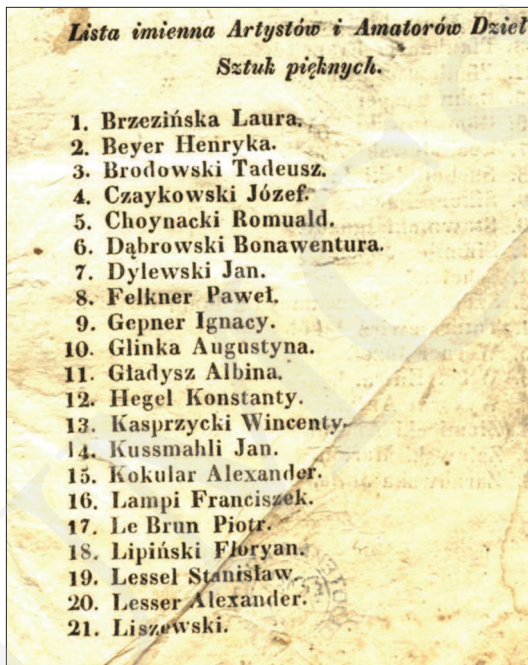 Lista imienna Artystów i Amatorów Dzieł
Sztuk pięknych.
1. Brzezińska Laura.
2. Beyer Henryka.
3. Brodowski Tadeusz.
4. Czaykowski Józef.
5. Choynacki Romuald.
6. Dąbrowski Bonawentura.
7. Dylewski Jan.
8. Felkner Paweł.
9. Gepner Ignacy.
10. Glinka Augustyna.
11. Gładysz Albina.
12. Hegel Konstanty.
13. Kasprzycki Wincenty.
14. Kussmahli Jan.
15. Kokular Alexander.
16. Lampi Franciszek.
17. Le Brun Piotr.
18. Lipiński Floryan.
19. Lessel Stanisław.
20. Lesser Alexander.
21. Liszewski.